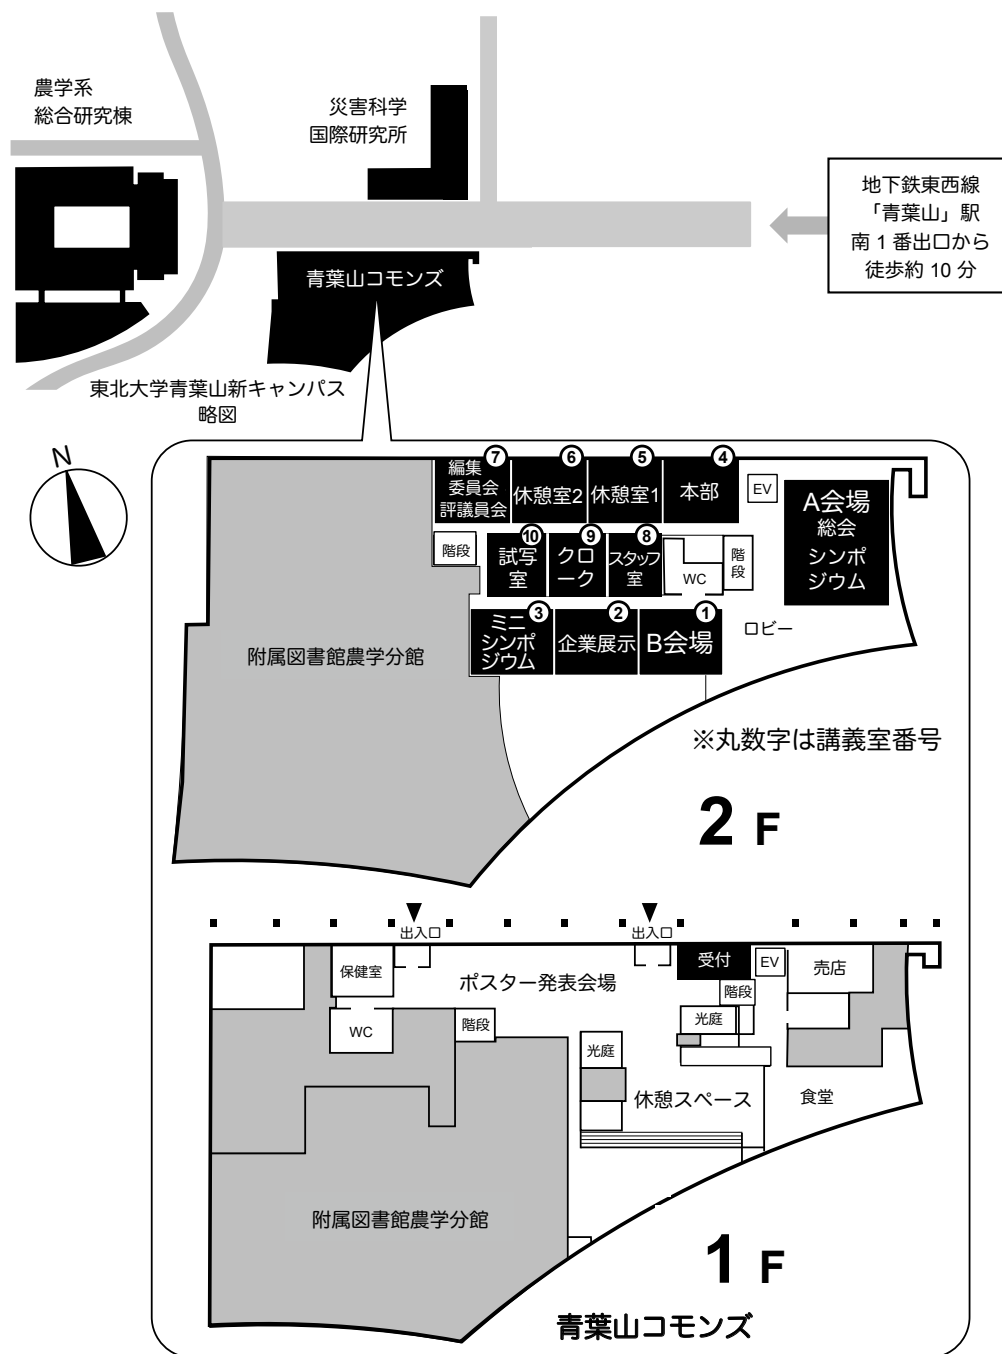 農学系
総合研究棟
災害科学
国際研究所
地下鉄東西線
「青葉山」駅
南 1 番出口から
徒歩約 10 分
青葉山コモンズ
東北大学青葉山新キャンパス
略図
N
⑦
編集
委員会
評議員会
⑥
休憩室2
⑤
休憩室1
④
本部
EV
A会場
総会
シンポ
ジウム
階段
⑩
試写
室
⑨
クロ
ーク
⑧
スタッフ
室
WC
階
段
③
ミニ
シンポ
ジウム
②
企業展示
①
B会場
ロビー
附属図書館農学分館
※丸数字は講義室番号
2 F
出入口
出入口
保健室
ポスター発表会場
受付
EV
売店
WC
階段
階段
光庭
光庭
休憩スペース
食堂
附属図書館農学分館
1 F
青葉山コモンズ